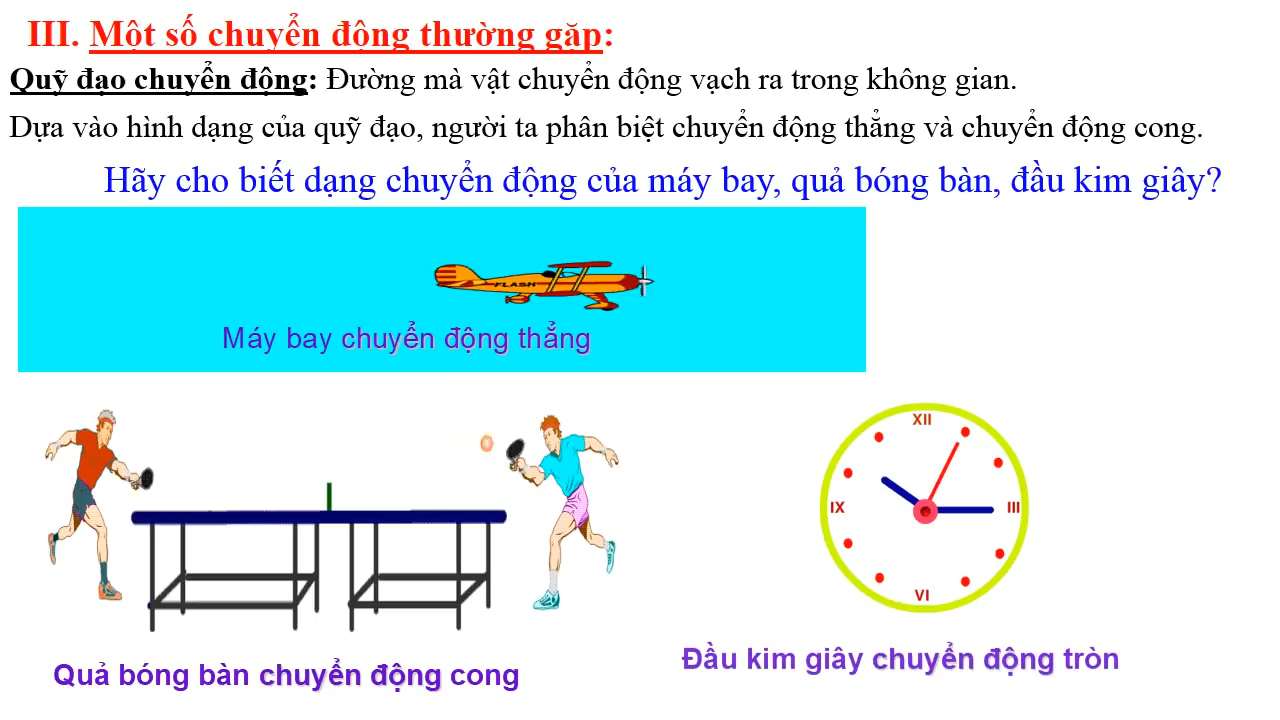 III. Một số chuyển động thường gặp:
Quỹ đạo chuyển động: Đường mà vật chuyển động vạch ra trong không gian.
Dựa vào hình dạng của quỹ đạo, người ta phân biệt chuyển động thẳng và chuyển động cong.
Hãy cho biết dạng chuyển động của máy bay, quả bóng bàn, đầu kim giây?
FLASH
Máy bay chuyển động thẳng
XII
IX
III
VI
Đầu kim giây chuyển động tròn
Quả bóng bàn chuyển động cong